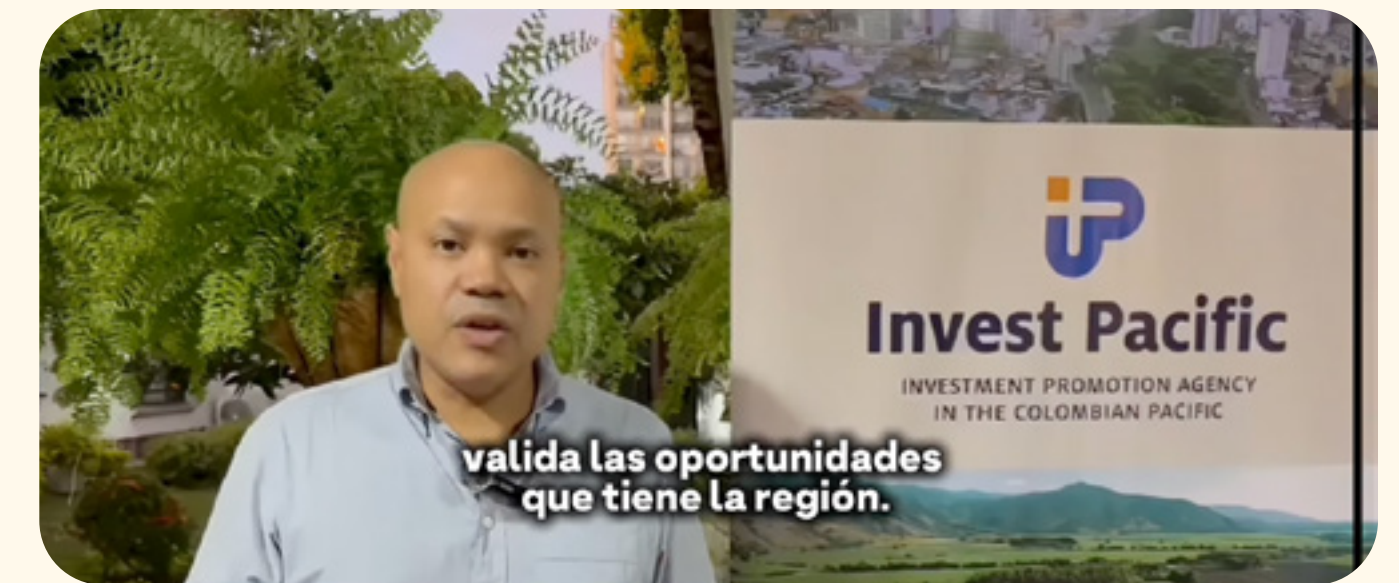 Invest Pacific
INVESTMENT PROMOTION AGENCY
IN THE COLOMBIAN PACIFIC
valida las oportunidades
que tiene la región.